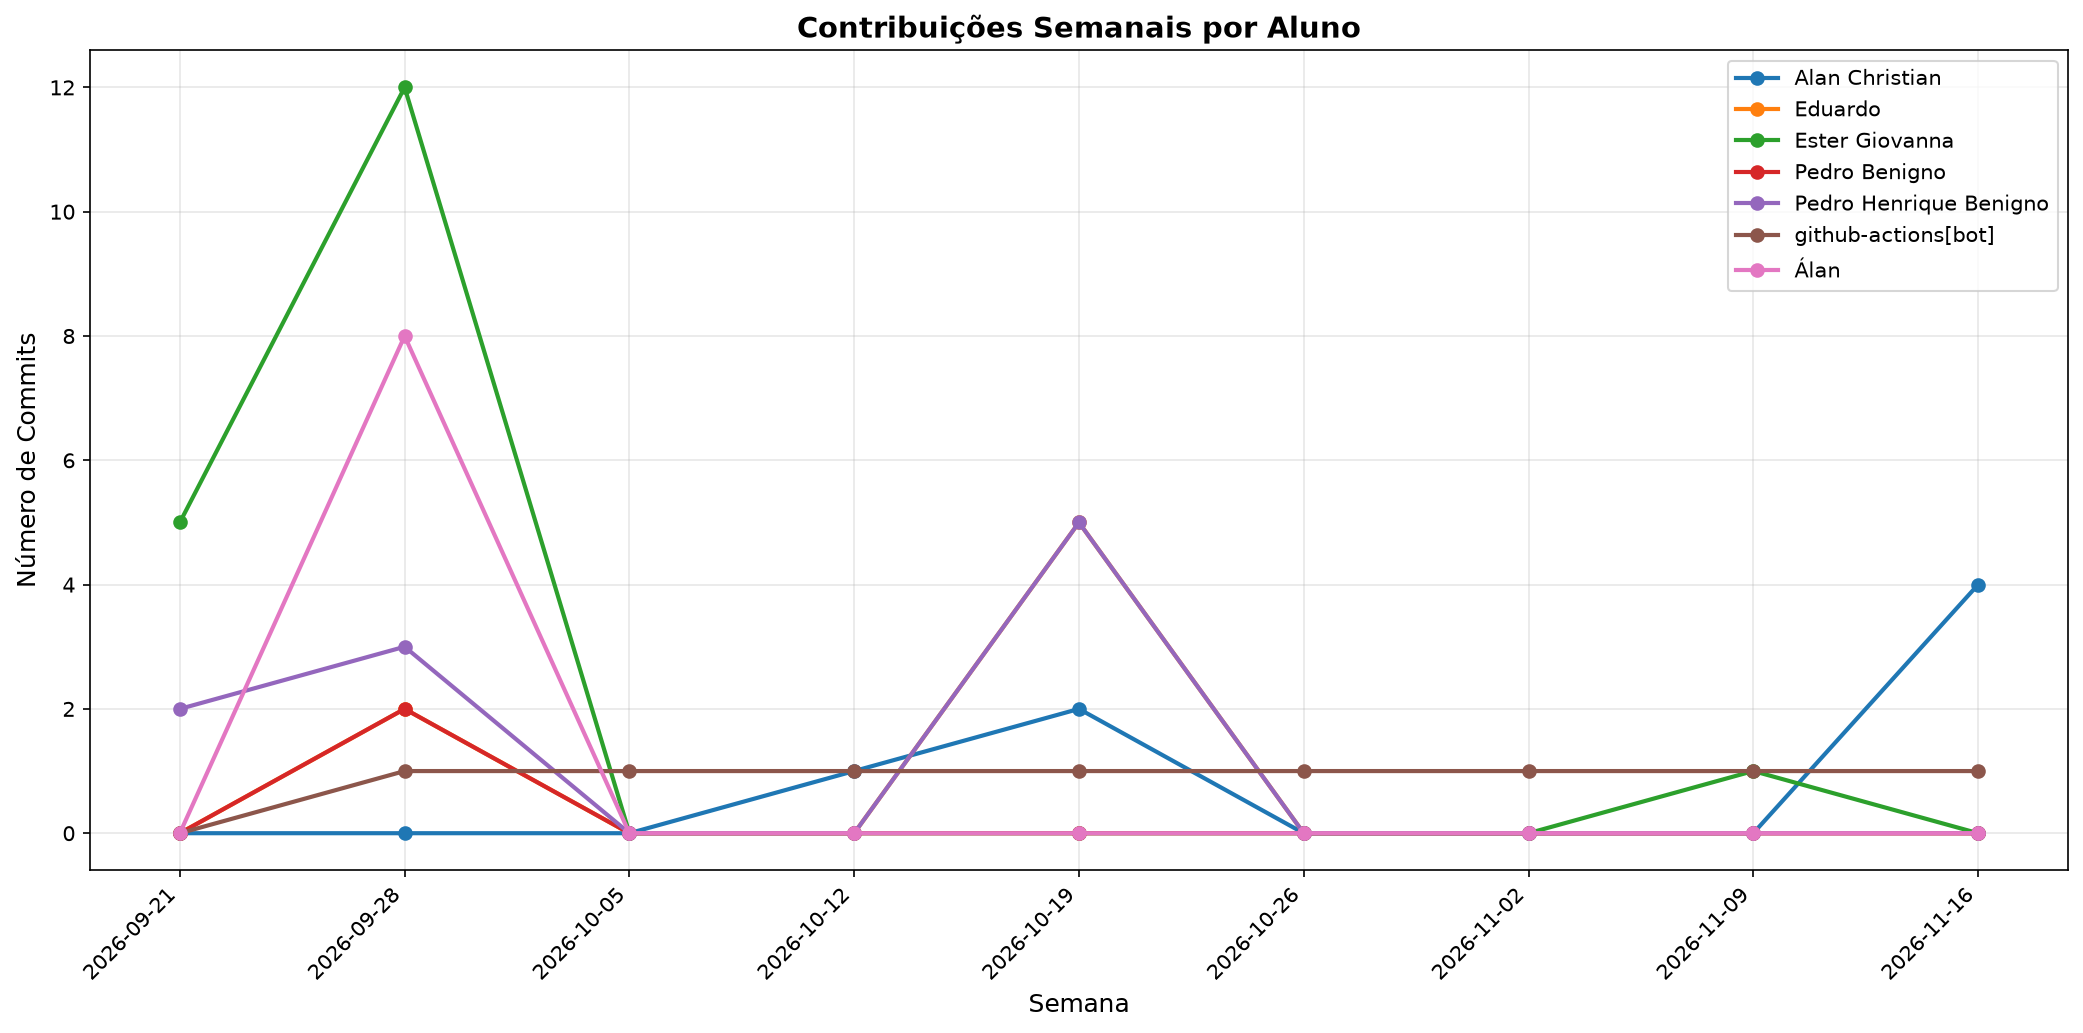 Contribuições Semanais por Aluno
Número de Commits
12
10
8
6
4
2
0
Alan Christian
Eduardo
Ester Giovanna
Pedro Benigno
Pedro Henrique Benigno
github-actions[bot]
Álan
2026-09-21
2026-09-28
2026-10-05
2026-10-12
2026-10-19
2026-10-26
2026-11-02
2026-11-09
2026-11-16
Semana